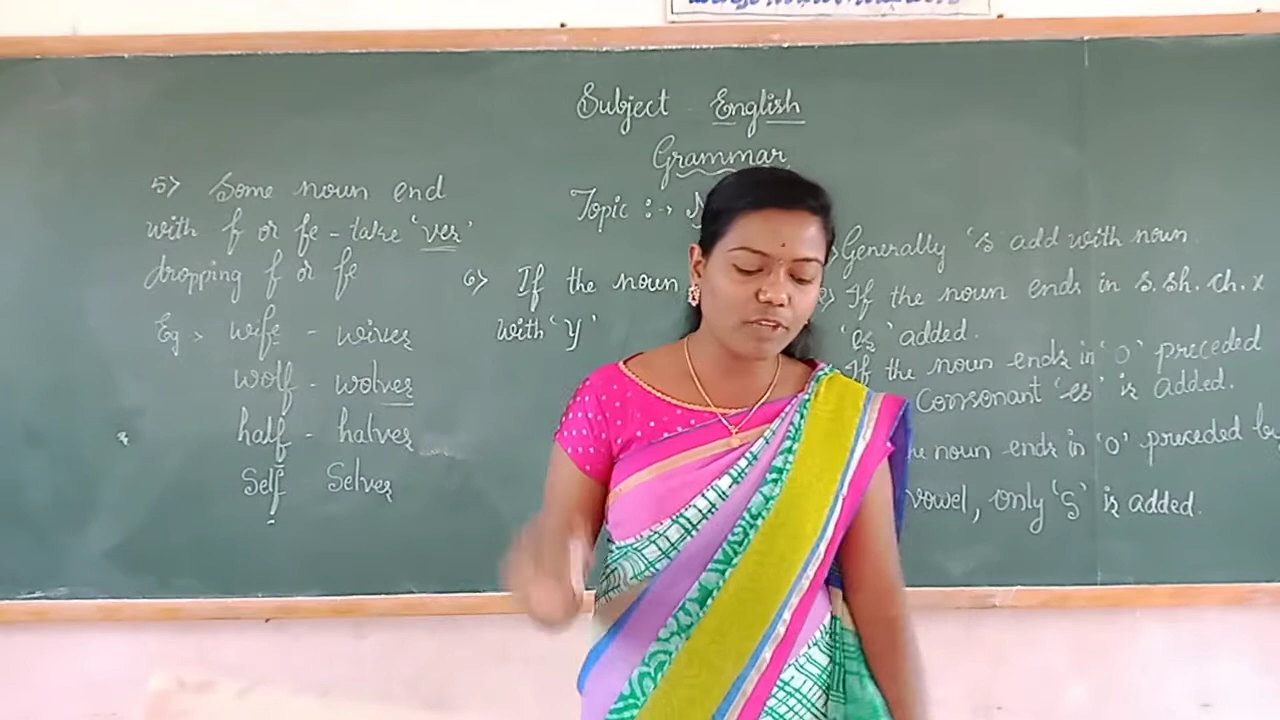 Subject - English
Grammar
Topic :->
5> Some noun end
with f or fe - take 'ves'
dropping f or fe
Eg > wife - wives
wolf - wolves
half - halves
Self Selves
6> If the noun
with 'Y'
Generally 's add with noun
If the noun ends in s. sh. ch. x
'es' added.
If the noun ends in 'O' preceded
Consonant 'es' is added.
noun ends in 'O' preceded by
vowel, only 'S' is added.